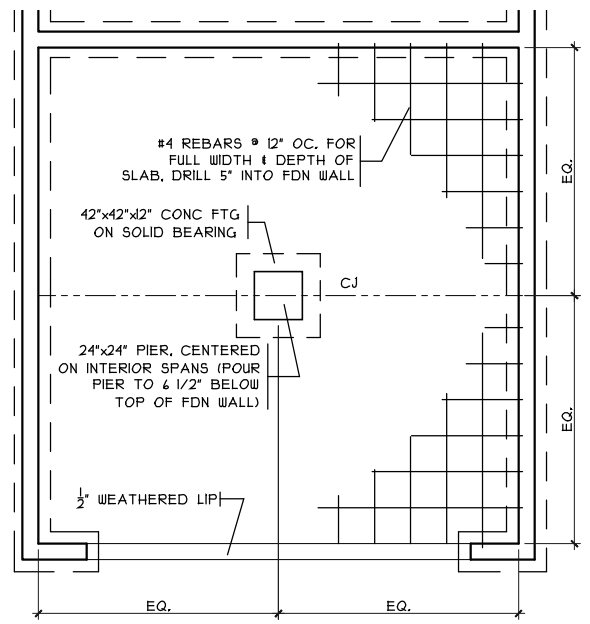 #4 REBARS @ 12" OC. FOR
FULL WIDTH & DEPTH OF
SLAB, DRILL 5" INTO FDN WALL
EQ.
42"x42"x12" CONC FTG
ON SOLID BEARING
CJ
24"x24" PIER, CENTERED
ON INTERIOR SPANS (POUR
PIER TO 6 1/2" BELOW
TOP OF FDN WALL)
EQ.
1/2" WEATHERED LIP
EQ.
EQ.